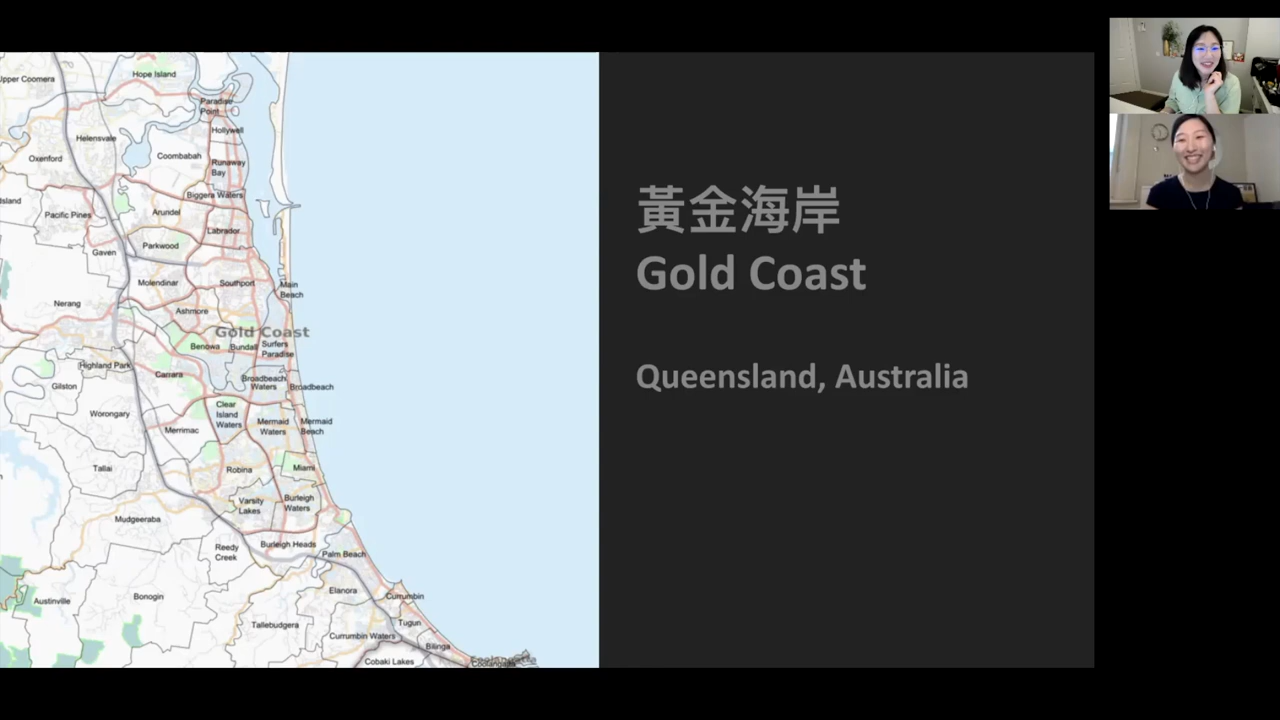 Upper Coomera
Hope Island
Paradise
Point
Hollywell
Helensvale
Oxenford
Coombabah
Runaway
Bay
Biggera Waters
Pacific Pines
Arundel
Labrador
Parkwood
Gaven
Molendinar
Southport
Main
Beach
Nerang
Ashmore
Gold Coast
Benowa
Bundall
Surfers
Paradise
Highland Park
Carrara
Gilston
Broadbeach
Waters
Broadbeach
Clear
Island
Waters
Worongary
Mermaid
Waters
Mermaid
Beach
Merrimac
Tallai
Robina
Miami
Varsity
Lakes
Burleigh
Waters
Mudgeeraba
Reedy
Creek
Burleigh Heads
Palm Beach
Austinville
Bonogin
Elanora
Currumbin
Tallebudgera
Tugun
Currumbin Waters
Bilinga
Cobaki Lakes
黃金海岸
Gold Coast
Queensland, Australia